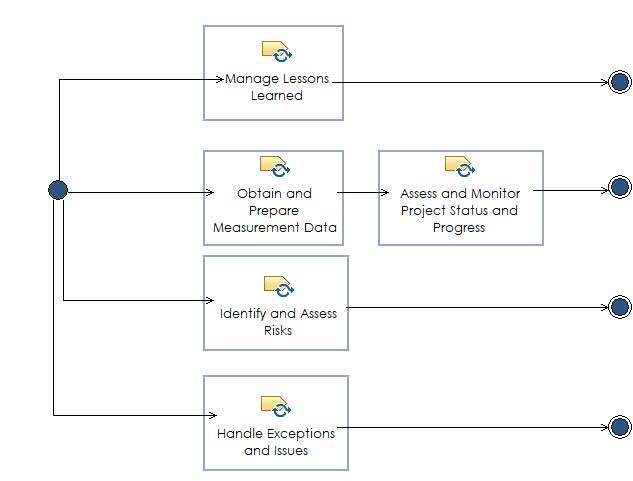 Manage Lessons
Learned
Obtain and
Prepare
Measurement Data
Assess and Monitor
Project Status and
Progress
Identify and Assess
Risks
Handle Exceptions
and Issues